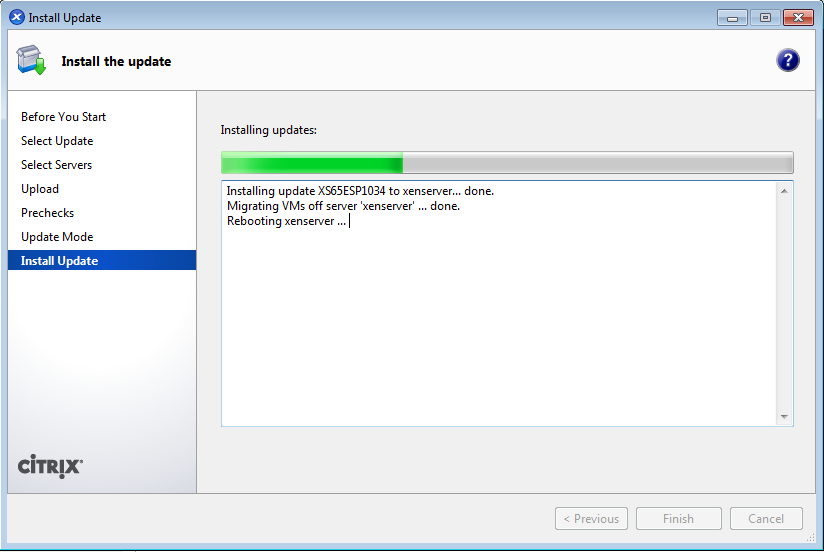 Install Update
Install the update
?
Before You Start
Select Update
Select Servers
Upload
Prechecks
Update Mode
Install Update
CITRIX
Installing updates:
Installing update XS65ESP1034 to xenserver... done.
Migrating VMs off server 'xenserver' ... done.
Rebooting xenserver ...
< Previous
Finish
Cancel